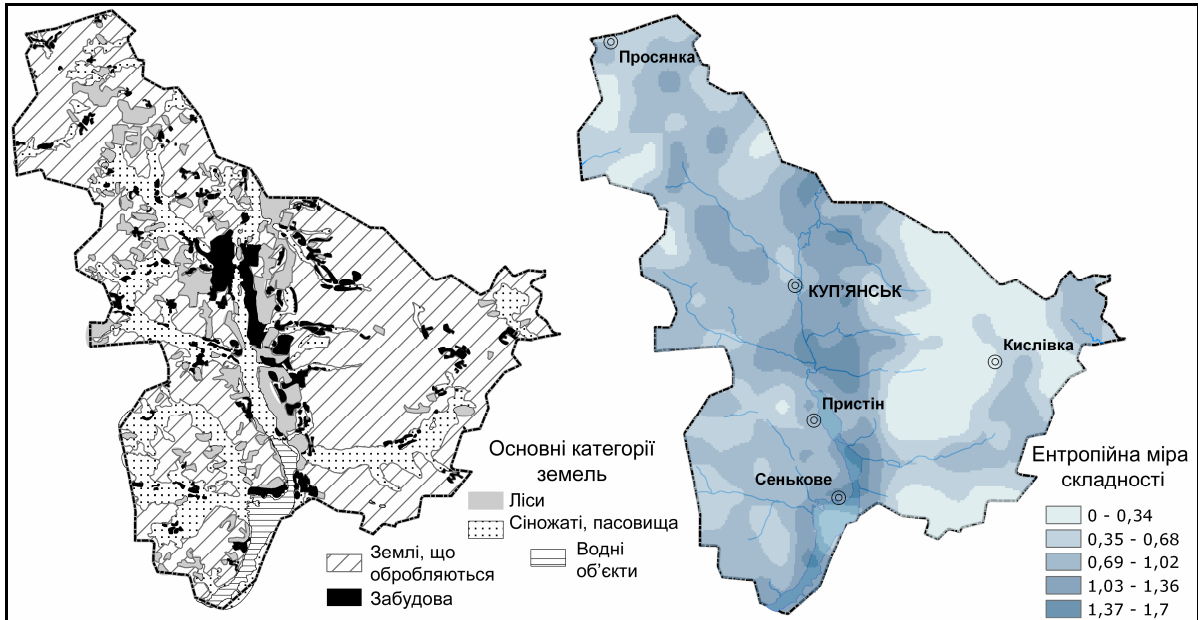 Основні категорії
земель
Ліси
Сіножаті, пасовища
Землі, що
обробляються
Водні
об’єкти
Забудова
Просянка
КУП’ЯНСЬК
Кислівка
Пристін
Сенькове
Ентропійна міра
складності
0 - 0,34
0,35 - 0,68
0,69 - 1,02
1,03 - 1,36
1,37 - 1,7